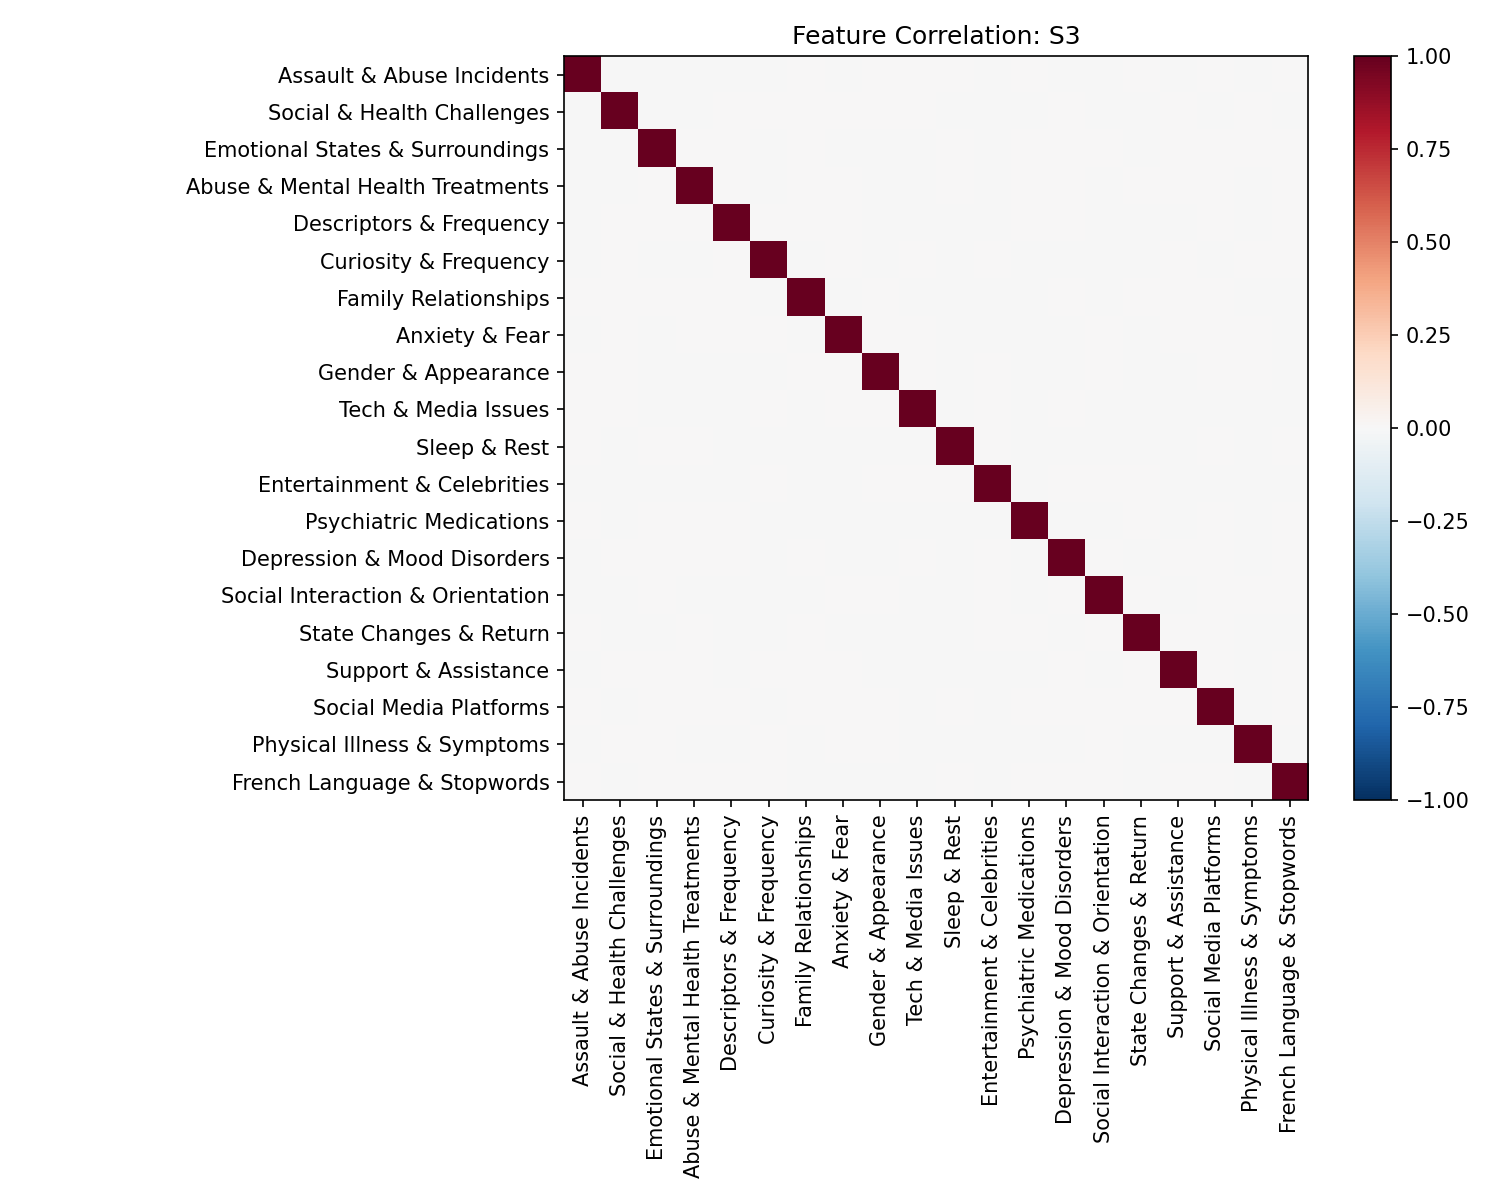 Feature Correlation: S3
Assault & Abuse Incidents
Social & Health Challenges
Emotional States & Surroundings
Abuse & Mental Health Treatments
Descriptors & Frequency
Curiosity & Frequency
Family Relationships
Anxiety & Fear
Gender & Appearance
Tech & Media Issues
Sleep & Rest
Entertainment & Celebrities
Psychiatric Medications
Depression & Mood Disorders
Social Interaction & Orientation
State Changes & Return
Support & Assistance
Social Media Platforms
Physical Illness & Symptoms
French Language & Stopwords
Assault & Abuse Incidents
Social & Health Challenges
Emotional States & Surroundings
Abuse & Mental Health Treatments
Descriptors & Frequency
Curiosity & Frequency
Family Relationships
Anxiety & Fear
Gender & Appearance
Tech & Media Issues
Sleep & Rest
Entertainment & Celebrities
Psychiatric Medications
Depression & Mood Disorders
Social Interaction & Orientation
State Changes & Return
Support & Assistance
Social Media Platforms
Physical Illness & Symptoms
French Language & Stopwords
1.00
0.75
0.50
0.25
0.00
−0.25
−0.50
−0.75
−1.00